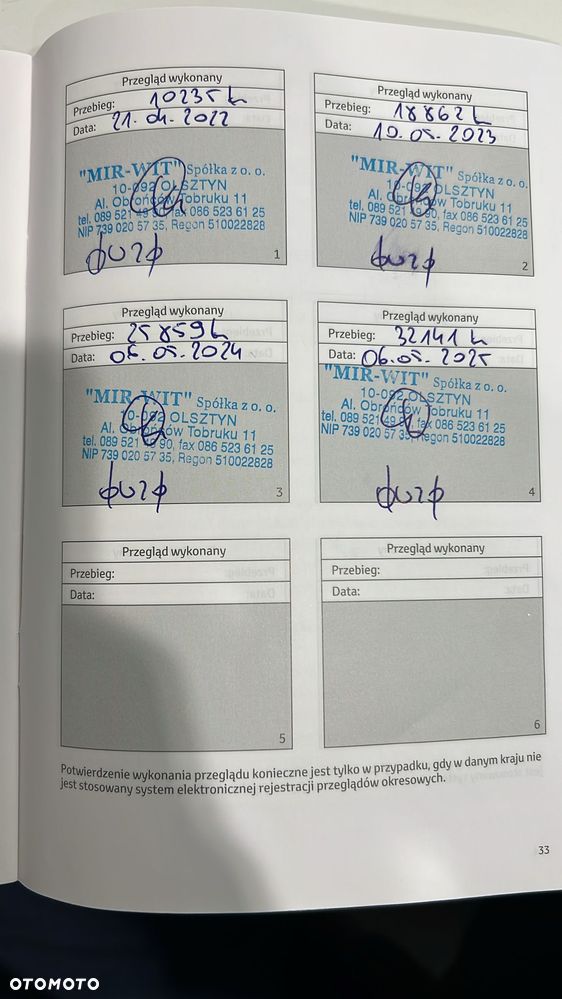 Przegląd wykonany
Przebieg: 10235 k
Data: 21.04.2022
"MIR-WIT" Spółka z o. o.
10-092 OLSZTYN
Al. Obrońców Tobruku 11
tel. 089 521 90, fax 086 523 61 25
NIP 739 020 57 35, Regon 510022828
1
Przegląd wykonany
Przebieg: 18862 k
Data: 10.05.2023
"MIR-WIT" Spółka z o. o.
10-092 OLSZTYN
Al. Obrońców Tobruku 11
tel. 089 521 90, fax 086 523 61 25
NIP 739 020 57 35, Regon 510022828
2
Przegląd wykonany
Przebieg: 25859 k
Data: 06.05.2024
"MIR-WIT" Spółka z o. o.
10-092 OLSZTYN
Al. Obrońców Tobruku 11
tel. 089 521 90, fax 086 523 61 25
NIP 739 020 57 35, Regon 510022828
3
Przegląd wykonany
Przebieg: 32141 k
Data: 06.05.2025
"MIR-WIT" Spółka z o. o.
10-092 OLSZTYN
Al. Obrońców Tobruku 11
tel. 089 521 49 fax 086 523 61 25
NIP 739 020 57 35, Regon 510022828
4
Przegląd wykonany
Przebieg:
Data:
5
Przegląd wykonany
Przebieg:
Data:
6
Potwierdzenie wykonania przeglądu konieczne jest tylko w przypadku, gdy w danym kraju nie
jest stosowany system elektronicznej rejestracji przeglądów okresowych.
33
OTOMOTO